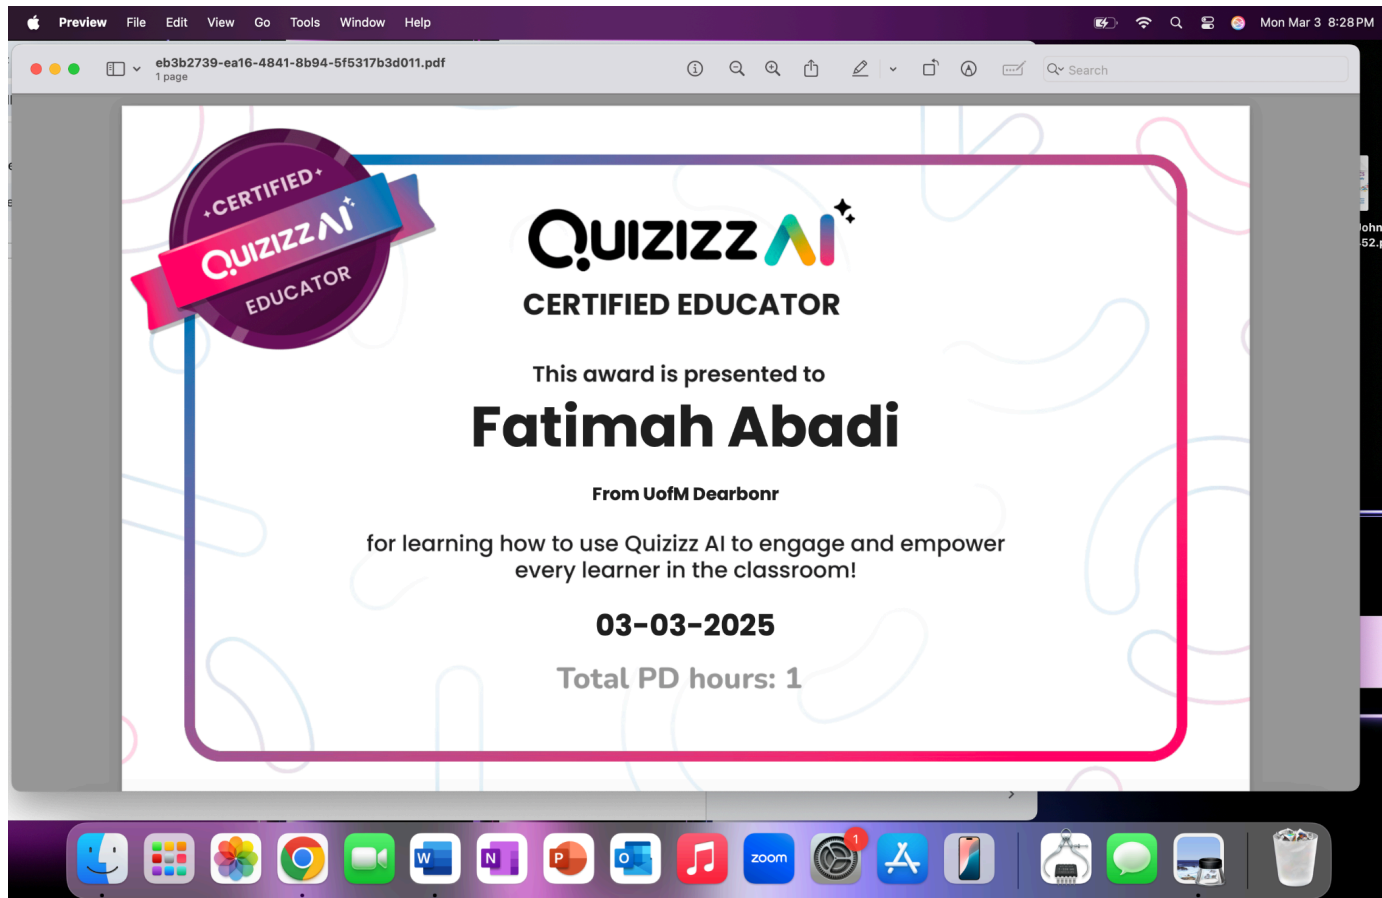 Preview File Edit View Go Tools Window Help Mon Mar 3 8:28 PM
eb3b2739-ea16-4841-8b94-5f5317b3d011.pdf
1 page
Search
CERTIFIED
QUIZIZZ AI
EDUCATOR
QUIZIZZ AI
CERTIFIED EDUCATOR
This award is presented to
Fatimah Abadi
From UofM Dearbonr
for learning how to use Quizizz AI to engage and empower
every learner in the classroom!
03-03-2025
Total PD hours: 1
John
52.p
W N P O zoom 1